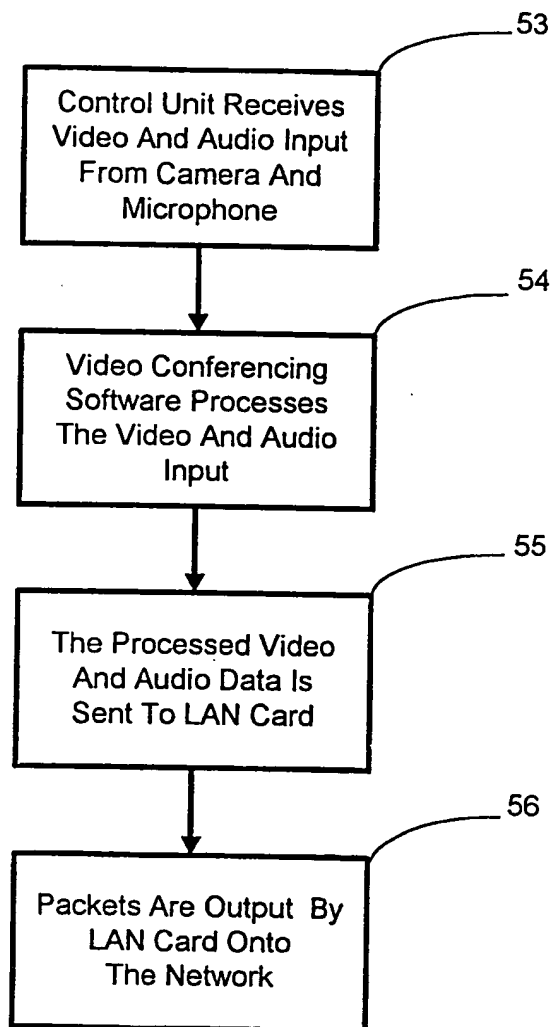 53
Control Unit Receives
Video And Audio Input
From Camera And
Microphone
54
Video Conferencing
Software Processes
The Video And Audio
Input
55
The Processed Video
And Audio Data Is
Sent To LAN Card
56
Packets Are Output By
LAN Card Onto
The Network